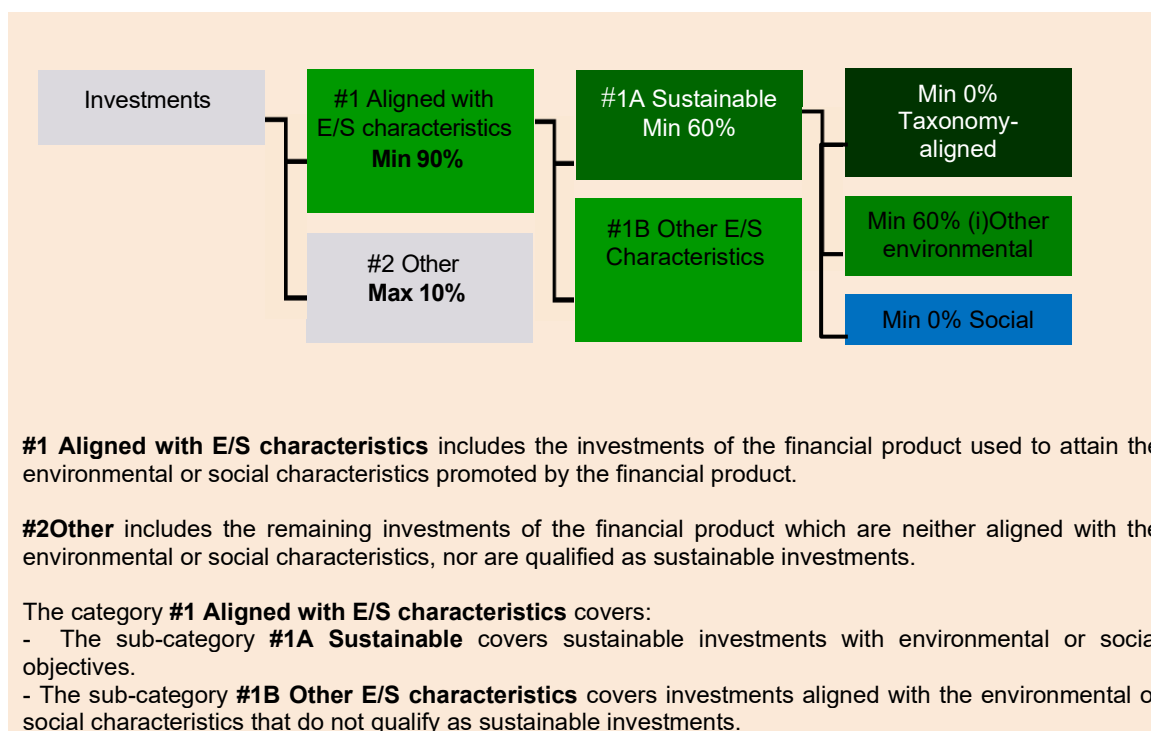 Investments
#1 Aligned with
E/S characteristics
Min 90%
#2 Other
Max 10%
#1A Sustainable
Min 60%
#1B Other E/S
Characteristics
Min 0%
Taxonomy-
aligned
Min 60% (i)Other
environmental
Min 0% Social
#1 Aligned with E/S characteristics includes the investments of the financial product used to attain the
environmental or social characteristics promoted by the financial product.
#2Other includes the remaining investments of the financial product which are neither aligned with the
environmental or social characteristics, nor are qualified as sustainable investments.
The category #1 Aligned with E/S characteristics covers:
- The sub-category #1A Sustainable covers sustainable investments with environmental or social
objectives.
- The sub-category #1B Other E/S characteristics covers investments aligned with the environmental o
social characteristics that do not qualify as sustainable investments.